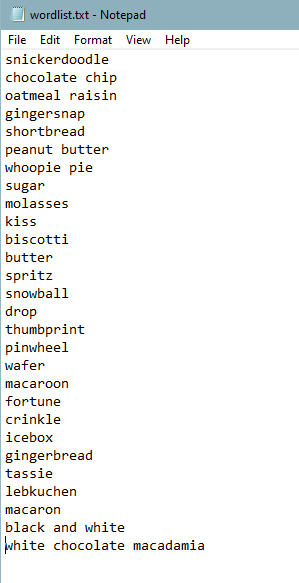 wordlist.txt - Notepad
File Edit Format View Help
snickerdoodle
chocolate chip
oatmeal raisin
gingersnap
shortbread
peanut butter
whoopie pie
sugar
molasses
kiss
biscotti
butter
spritz
snowball
drop
thumbprint
pinwheel
wafer
macaroon
fortune
crinkle
icebox
gingerbread
tassie
lebkuchen
macaron
black and white
white chocolate macadamia